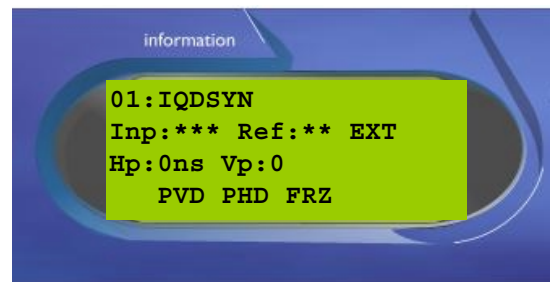 information
01:IQDSYN
Inp:*** Ref:** EXT
Hp:0ns Vp:0
PVD PHD FRZ